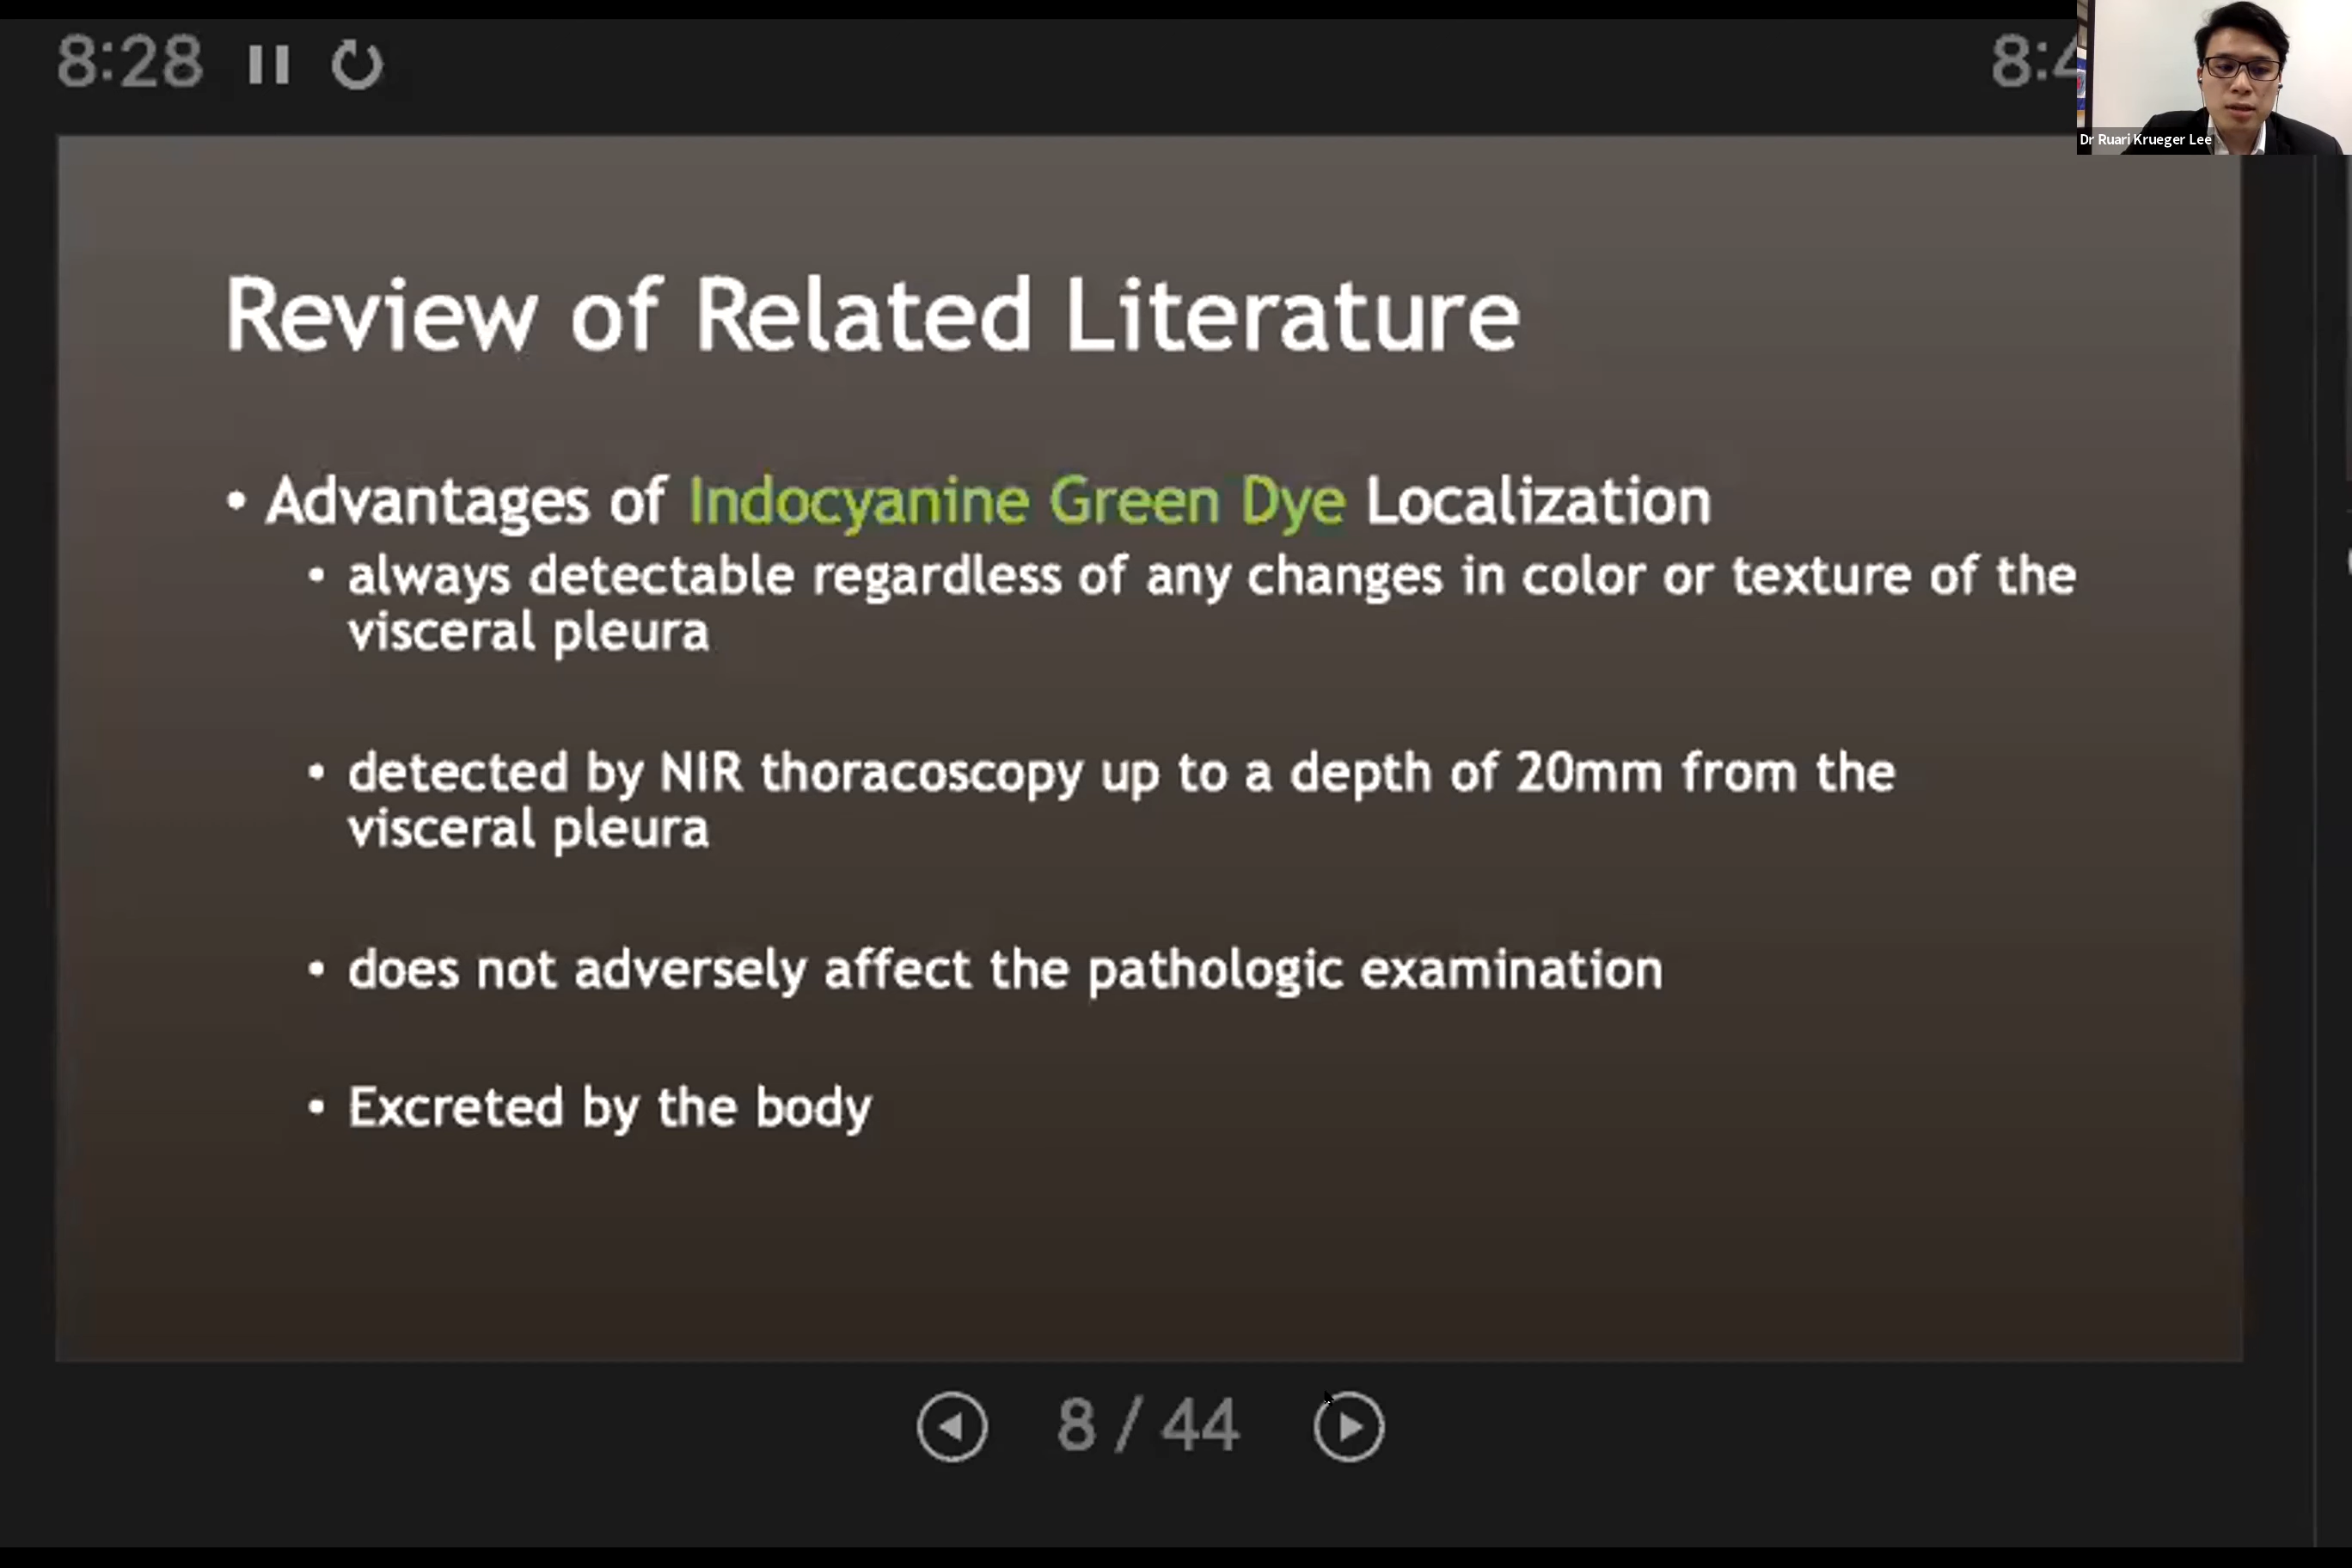 8:28
8:4
Dr Ruari Krueger Lee
Review of Related Literature
• Advantages of Indocyanine Green Dye Localization
• always detectable regardless of any changes in color or texture of the
visceral pleura
• detected by NIR thoracoscopy up to a depth of 20mm from the
visceral pleura
• does not adversely affect the pathologic examination
• Excreted by the body
8 / 44